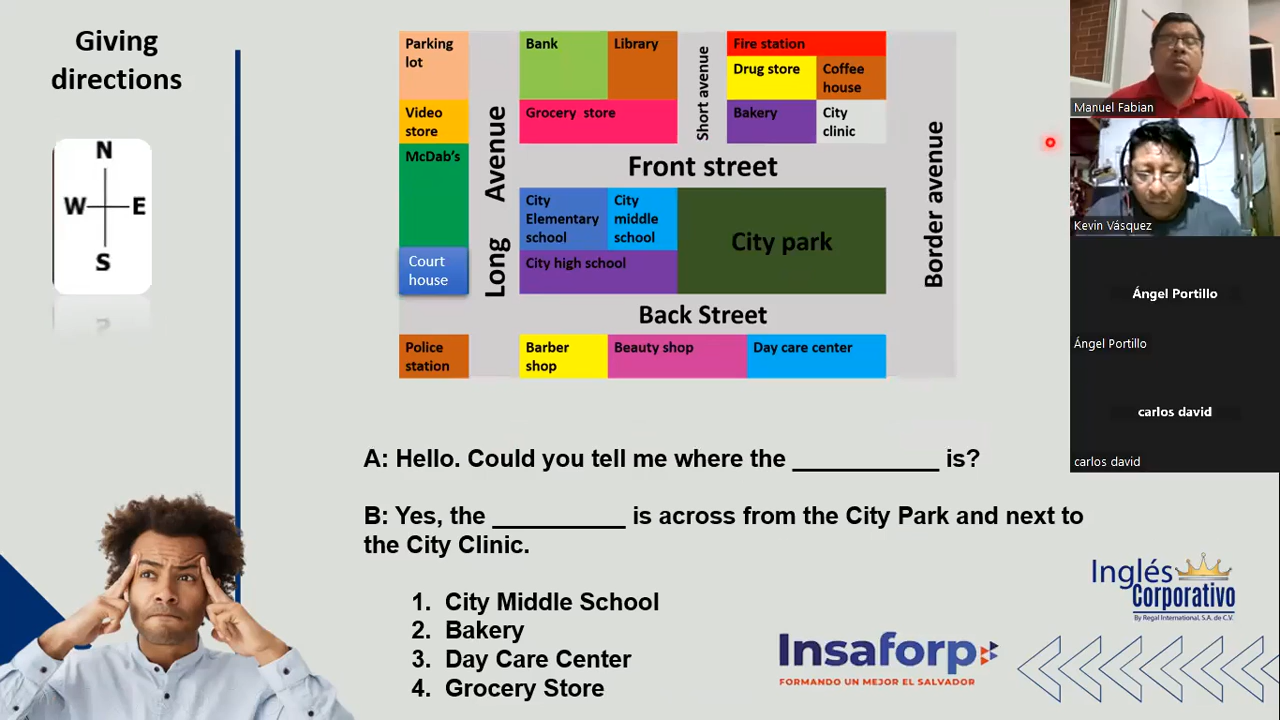 Giving
directions
N
W
E
S
Parking
lot
Video
store
McDab's
Court
house
Police
station
Long Avenue
Bank
Library
Grocery store
Short avenue
Fire station
Drug store
Coffee
house
Bakery
City
clinic
Front street
City
Elementary
school
City
middle
school
City high school
City park
Border avenue
Back Street
Barber
shop
Beauty shop
Day care center
A: Hello. Could you tell me where the ___________ is?
B: Yes, the __________ is across from the City Park and next to
the City Clinic.
1. City Middle School
2. Bakery
3. Day Care Center
4. Grocery Store
Manuel Fabian
Kevin Vásquez
Ángel Portillo
Ángel Portillo
carlos david
carlos david
Inglés
Corporativo
By Regal International, S.A. de C.V.
Insaforp
FORMANDO UN MEJOR EL SALVADOR